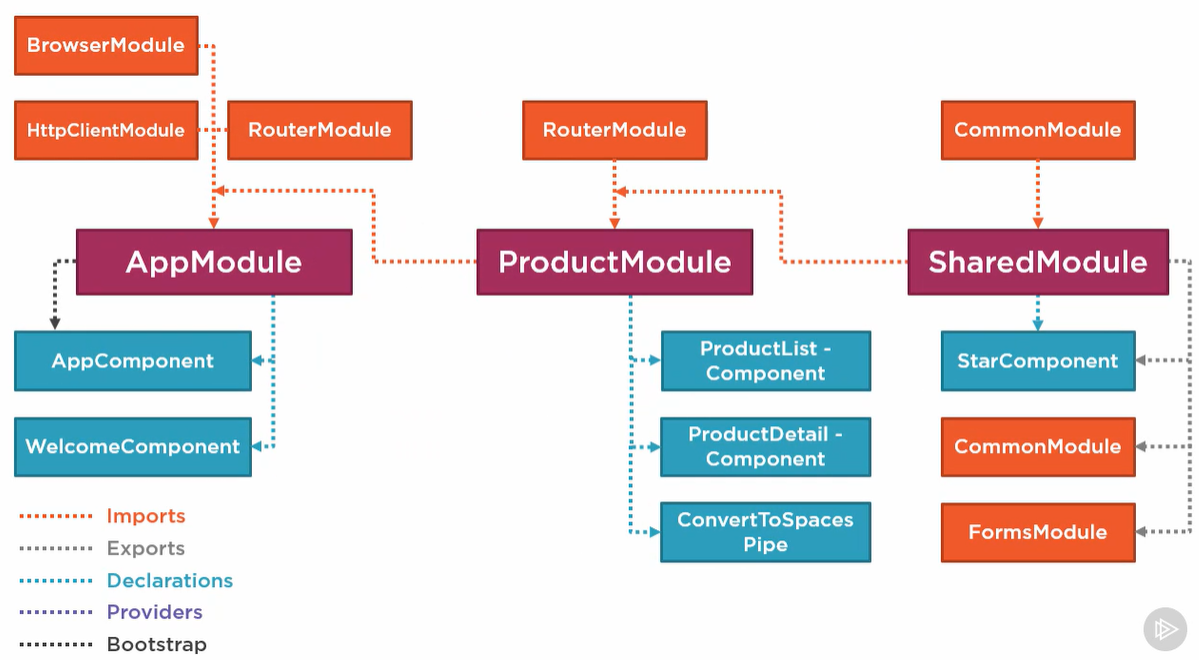 BrowserModule
HttpClientModule
RouterModule
RouterModule
CommonModule
AppModule
ProductModule
SharedModule
AppComponent
ProductList -
Component
StarComponent
WelcomeComponent
ProductDetail -
Component
CommonModule
ConvertToSpaces
Pipe
FormsModule
Imports
Exports
Declarations
Providers
Bootstrap